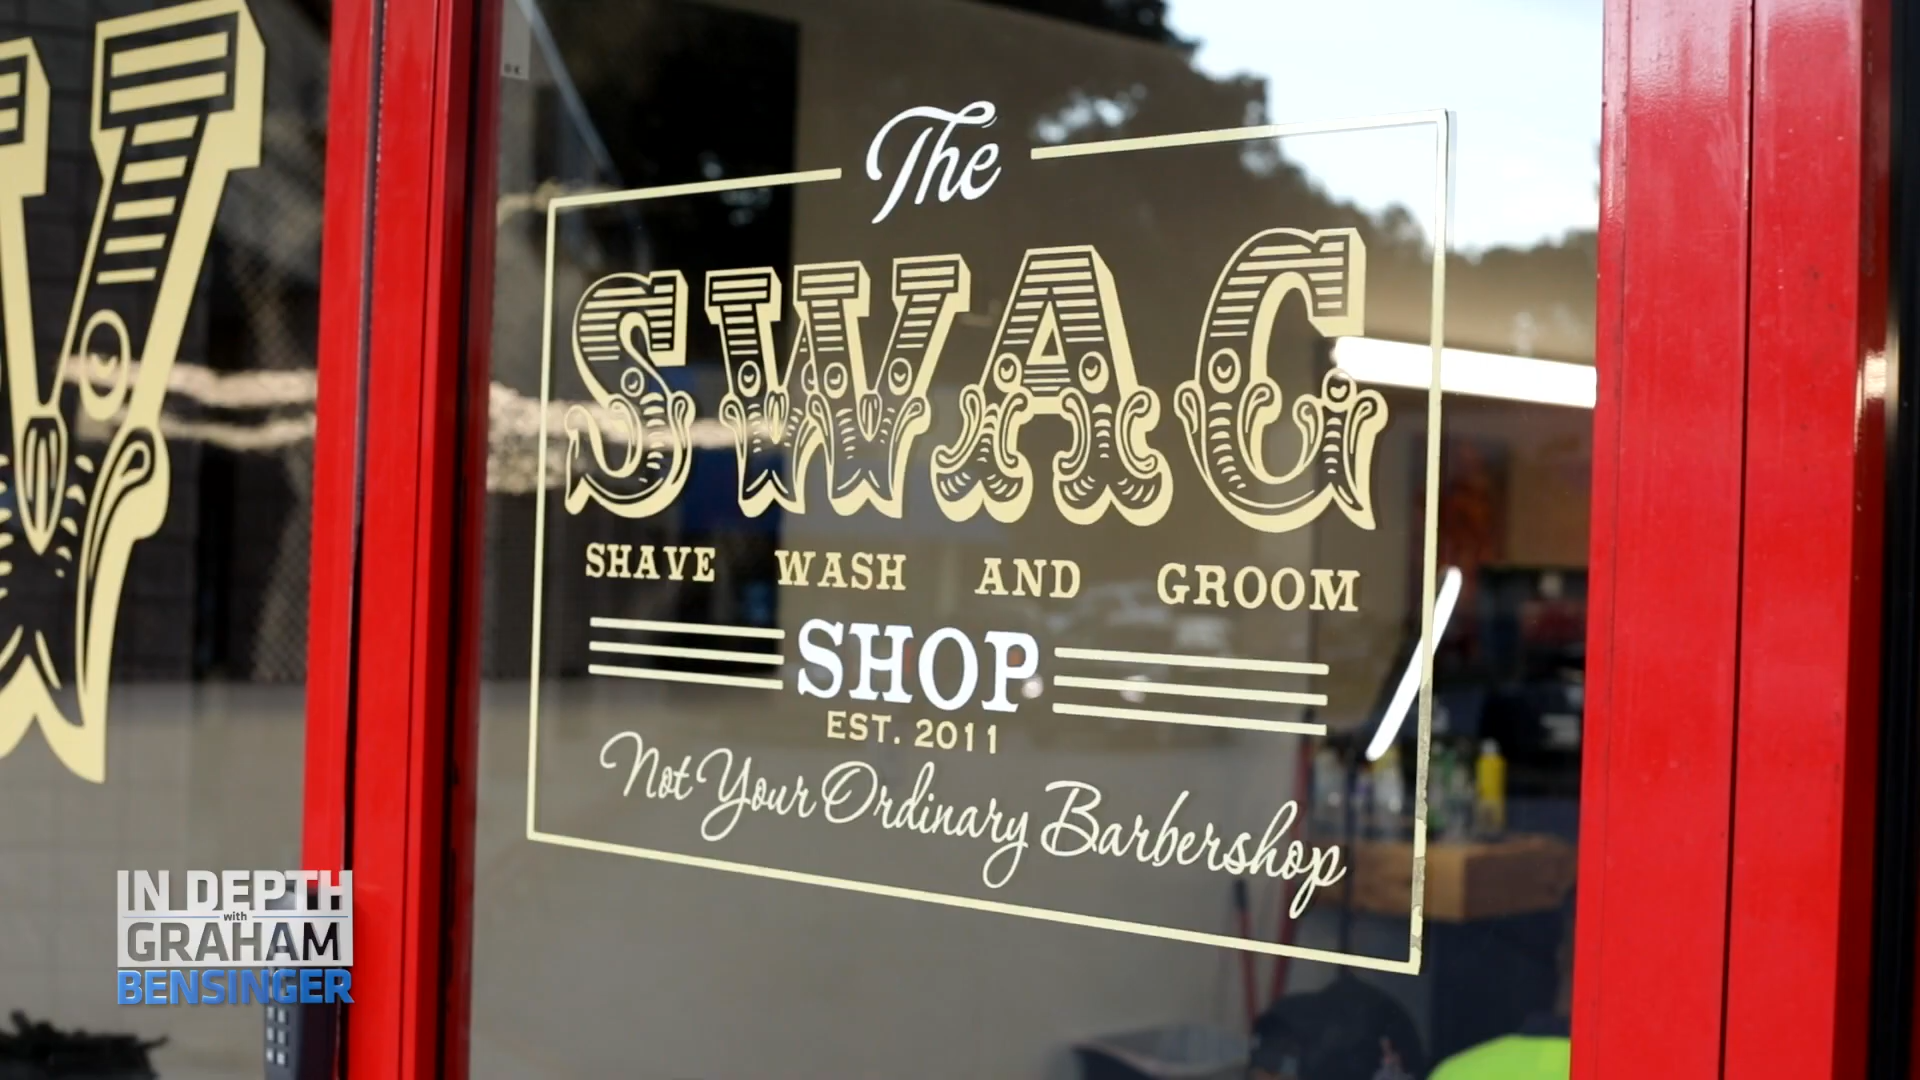 The
SWAG
SHAVE WASH AND GROOM
SHOP
EST. 2011
Not Your Ordinary Barbershop
IN DEPTH
with
GRAHAM
BENSINGER